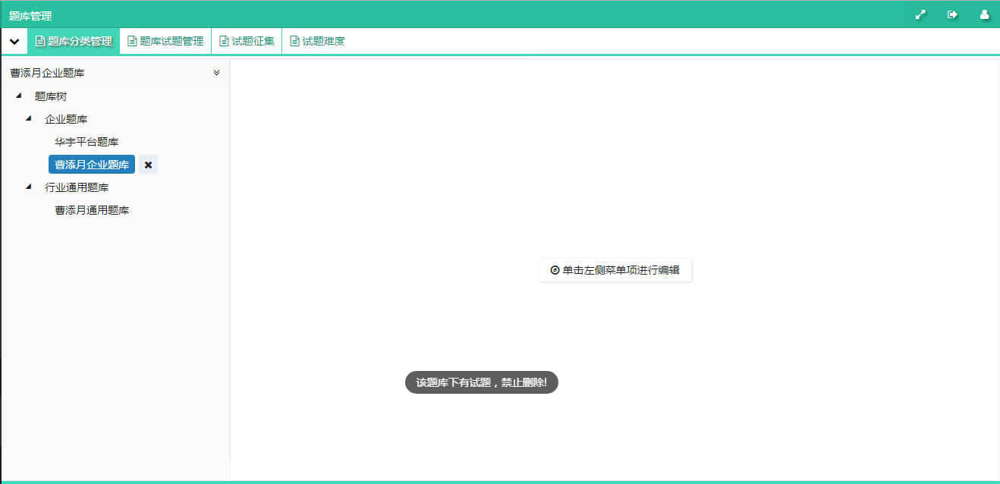 题库管理
题库分类管理 题库试题管理 试题征集 试题难度
曹添月企业题库
题库树
企业题库
华宇平台题库
曹添月企业题库
行业通用题库
曹添月通用题库
单击左侧菜单项进行编辑
该题库下有试题，禁止删除!